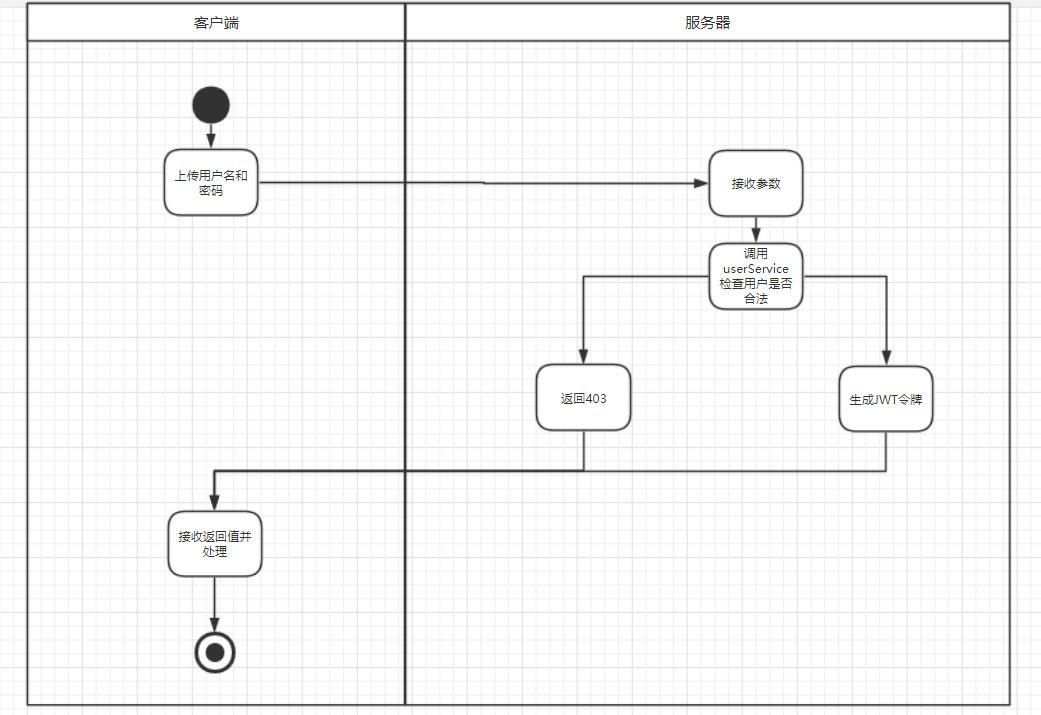 客户端
服务器
上传用户名和
密码
接收参数
调用
userService
检查用户是否
合法
返回403
生成JWT令牌
接收返回值并
处理